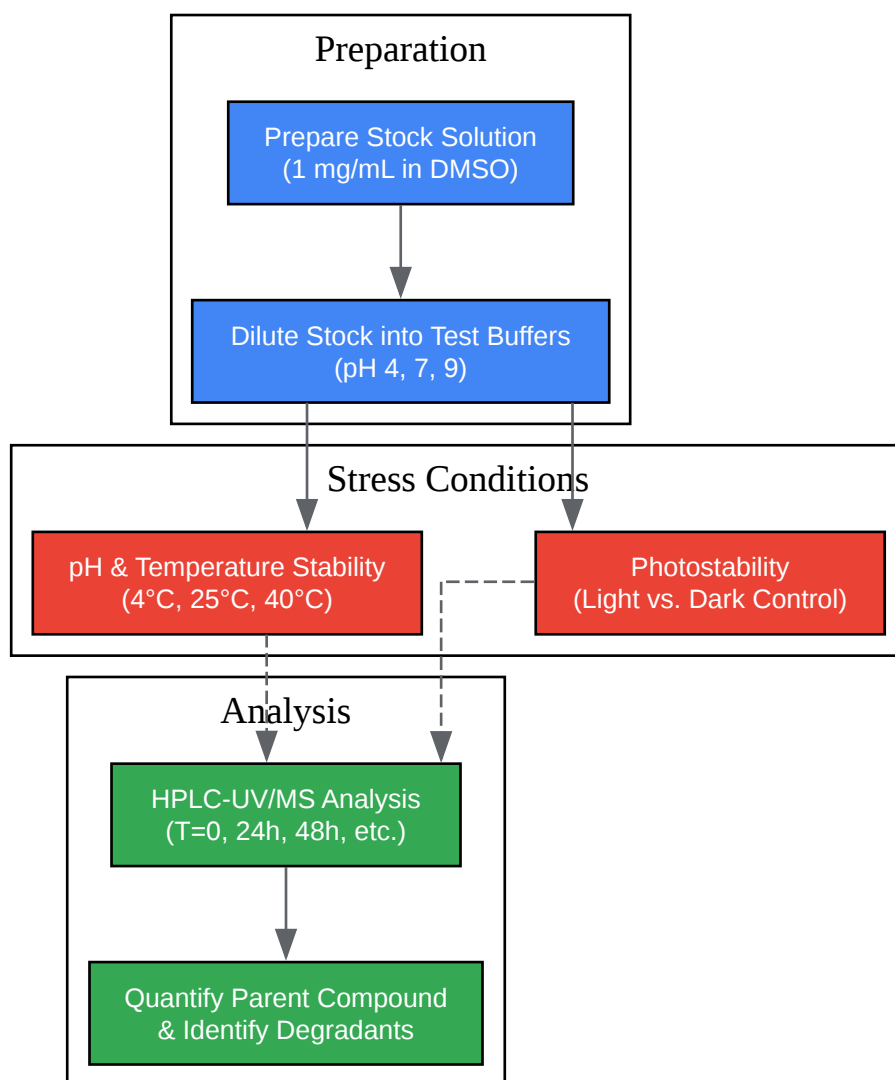 Preparation
Prepare Stock Solution
(1 mg/mL in DMSO)
Dilute Stock into Test Buffers
(pH 4, 7, 9)
Stress Conditions
pH & Temperature Stability
(4°C, 25°C, 40°C)
Photostability
(Light vs. Dark Control)
Analysis
HPLC-UV/MS Analysis
(T=0, 24h, 48h, etc.)
Quantify Parent Compound
& Identify Degradants